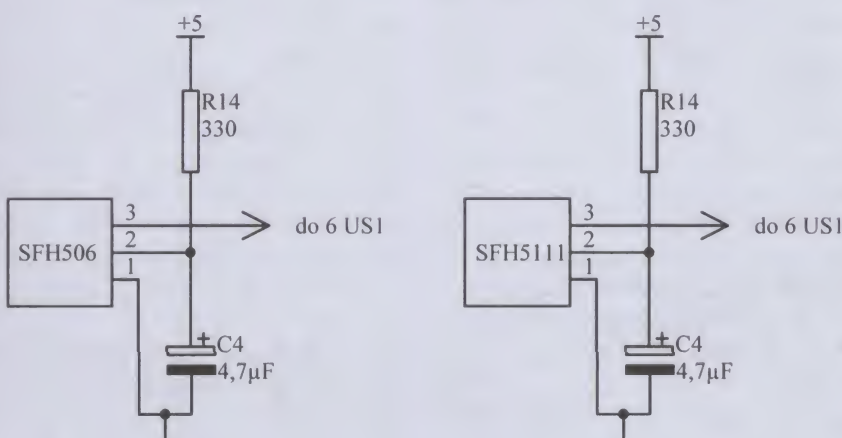 +5
R14
330
3
do 6 US1
SFH506
2
1
+
C4
4,7µF
+5
R14
330
3
do 6 US1
SFH5111
2
1
+
C4
4,7µF